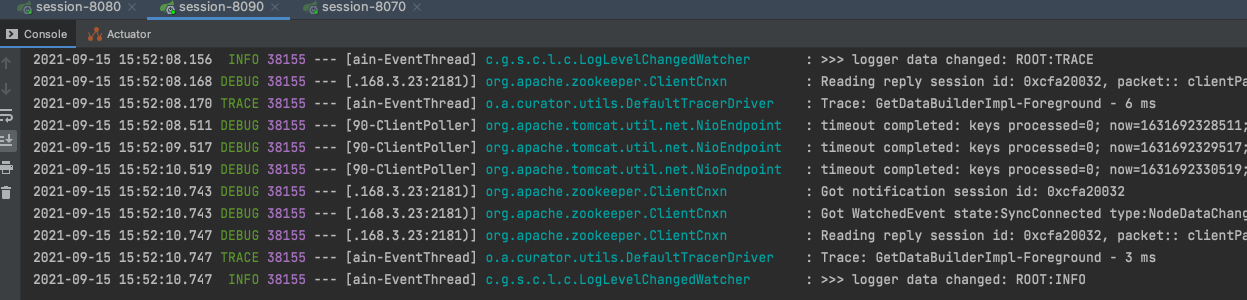 session-8080 session-8090 session-8070
Console Actuator
2021-09-15 15:52:08.156 INFO 38155 --- [ain-EventThread] c.g.s.c.l.c.LogLevelChangedWatcher : >>> logger data changed: ROOT:TRACE
2021-09-15 15:52:08.168 DEBUG 38155 --- [.168.3.23:2181)] org.apache.zookeeper.ClientCnxn : Reading reply session id: 0xcfa20032, packet:: clientPa
2021-09-15 15:52:08.170 TRACE 38155 --- [ain-EventThread] o.a.curator.utils.DefaultTracerDriver : Trace: GetDataBuilderImpl-Foreground - 6 ms
2021-09-15 15:52:08.511 DEBUG 38155 --- [90-ClientPoller] org.apache.tomcat.util.net.NioEndpoint : timeout completed: keys processed=0; now=1631692328511;
2021-09-15 15:52:09.517 DEBUG 38155 --- [90-ClientPoller] org.apache.tomcat.util.net.NioEndpoint : timeout completed: keys processed=0; now=1631692329517;
2021-09-15 15:52:10.519 DEBUG 38155 --- [90-ClientPoller] org.apache.tomcat.util.net.NioEndpoint : timeout completed: keys processed=0; now=1631692330519;
2021-09-15 15:52:10.743 DEBUG 38155 --- [.168.3.23:2181)] org.apache.zookeeper.ClientCnxn : Got notification session id: 0xcfa20032
2021-09-15 15:52:10.743 DEBUG 38155 --- [.168.3.23:2181)] org.apache.zookeeper.ClientCnxn : Got WatchedEvent state:SyncConnected type:NodeDataChang
2021-09-15 15:52:10.747 DEBUG 38155 --- [.168.3.23:2181)] org.apache.zookeeper.ClientCnxn : Reading reply session id: 0xcfa20032, packet:: clientPa
2021-09-15 15:52:10.747 TRACE 38155 --- [ain-EventThread] o.a.curator.utils.DefaultTracerDriver : Trace: GetDataBuilderImpl-Foreground - 3 ms
2021-09-15 15:52:10.747 INFO 38155 --- [ain-EventThread] c.g.s.c.l.c.LogLevelChangedWatcher : >>> logger data changed: ROOT:INFO